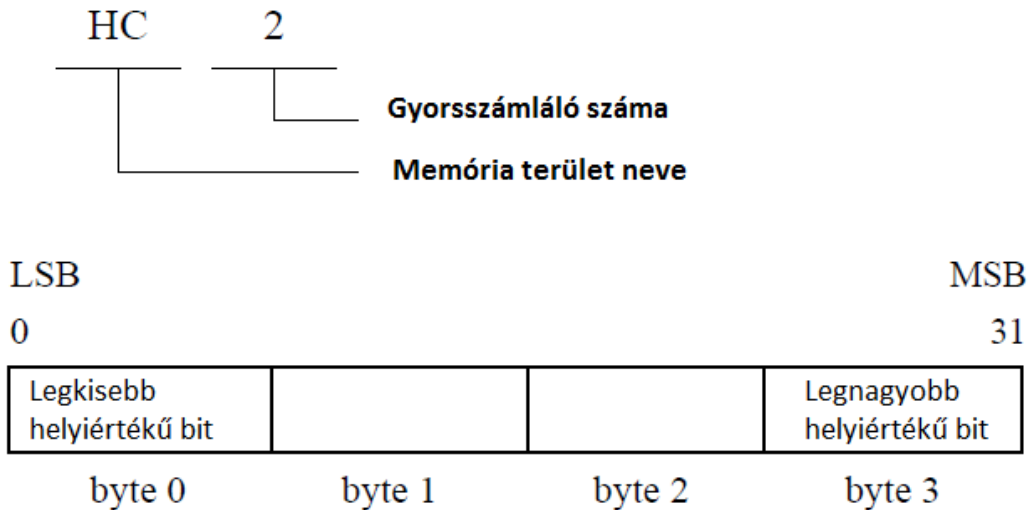 HC 2
Gyorsszámláló száma
Memória terület neve
LSB MSB
0 31
Legkisebb Legnagyobb
helyiértékű bit helyiértékű bit
byte 0 byte 1 byte 2 byte 3